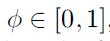 ϕ ∈ [0, 1],